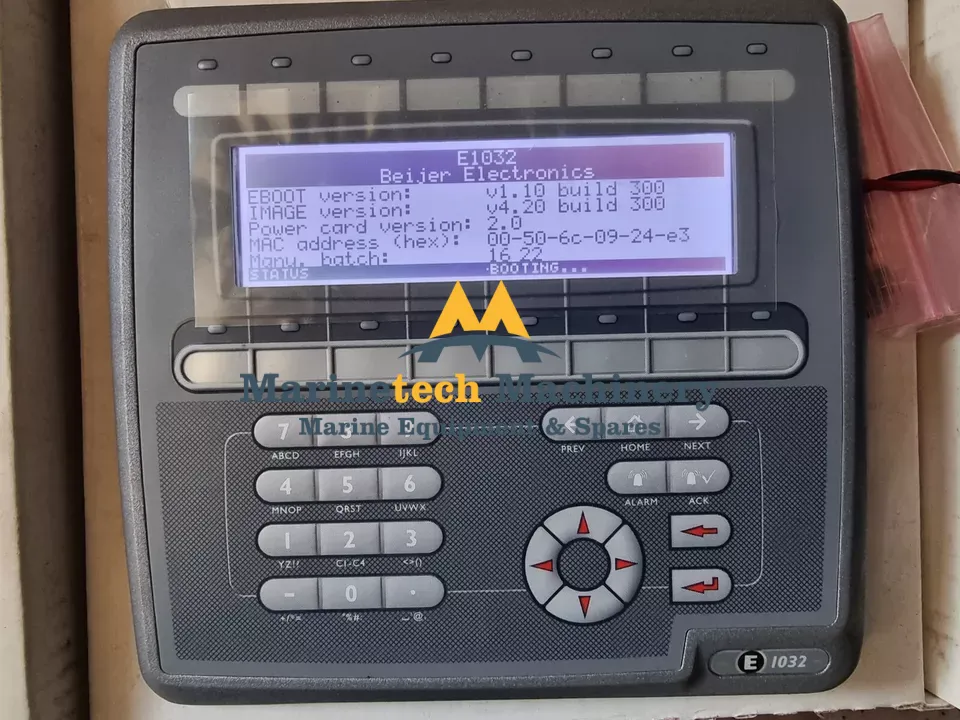 E1032
Beijer Electronics
EBOOT version: v1.10 build 300
IMAGE version: v4.20 build 300
Power card version: 2.0
MAC address (hex): 00-50-6c-09-24-e3
Manu. batch: 16 22
STATUS BOOTING...
Marinetech Machinery
Marine Equipment & Spares
7
ABCD EFGH IJKL
PREV HOME NEXT
4 5 6
MNOP QRST UVWX
ALARM ACK
1 2 3
YZ!? C1-C4 <>()
- 0 .
+/*= °%# _'@:
E 1032